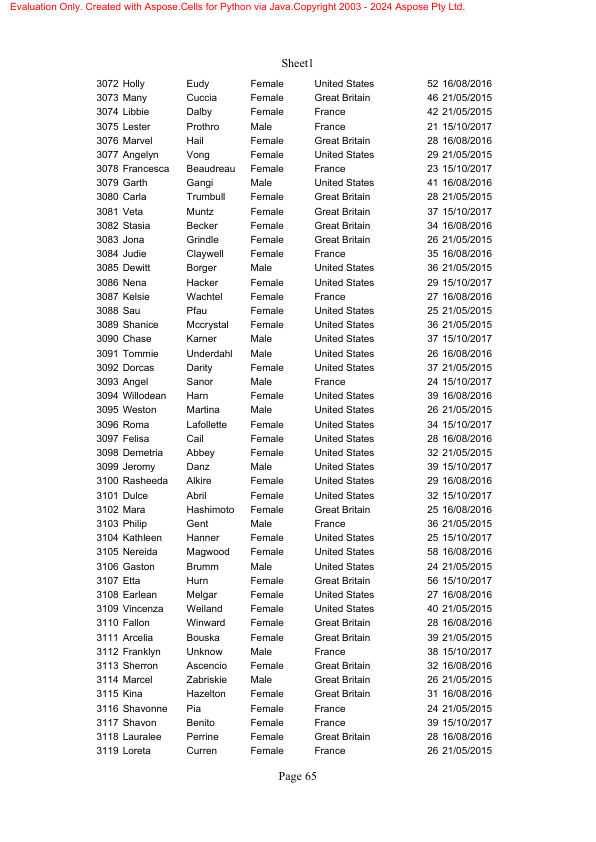 Evaluation Only. Created with Aspose.Cells for Python via Java.Copyright 2003 - 2024 Aspose Pty Ltd.
Sheet1
3072 Holly Eudy Female United States 52 16/08/2016
3073 Many Cuccia Female Great Britain 46 21/05/2015
3074 Libbie Dalby Female France 42 21/05/2015
3075 Lester Prothro Male France 21 15/10/2017
3076 Marvel Hail Female Great Britain 28 16/08/2016
3077 Angelyn Vong Female United States 29 21/05/2015
3078 Francesca Beaudreau Female France 23 15/10/2017
3079 Garth Gangi Male United States 41 16/08/2016
3080 Carla Trumbull Female Great Britain 28 21/05/2015
3081 Veta Muntz Female Great Britain 37 15/10/2017
3082 Stasia Becker Female Great Britain 34 16/08/2016
3083 Jona Grindle Female Great Britain 26 21/05/2015
3084 Judie Claywell Female France 35 16/08/2016
3085 Dewitt Borger Male United States 36 21/05/2015
3086 Nena Hacker Female United States 29 15/10/2017
3087 Kelsie Wachtel Female France 27 16/08/2016
3088 Sau Pfau Female United States 25 21/05/2015
3089 Shanice Mccrystal Female United States 36 21/05/2015
3090 Chase Karner Male United States 37 15/10/2017
3091 Tommie Underdahl Male United States 26 16/08/2016
3092 Dorcas Darity Female United States 37 21/05/2015
3093 Angel Sanor Male France 24 15/10/2017
3094 Willodean Harn Female United States 39 16/08/2016
3095 Weston Martina Male United States 26 21/05/2015
3096 Roma Lafollette Female United States 34 15/10/2017
3097 Felisa Cail Female United States 28 16/08/2016
3098 Demetria Abbey Female United States 32 21/05/2015
3099 Jeromy Danz Male United States 39 15/10/2017
3100 Rasheeda Alkire Female United States 29 16/08/2016
3101 Dulce Abril Female United States 32 15/10/2017
3102 Mara Hashimoto Female Great Britain 25 16/08/2016
3103 Philip Gent Male France 36 21/05/2015
3104 Kathleen Hanner Female United States 25 15/10/2017
3105 Nereida Magwood Female United States 58 16/08/2016
3106 Gaston Brumm Male United States 24 21/05/2015
3107 Etta Hurn Female Great Britain 56 15/10/2017
3108 Earlean Melgar Female United States 27 16/08/2016
3109 Vincenza Weiland Female United States 40 21/05/2015
3110 Fallon Winward Female Great Britain 28 16/08/2016
3111 Arcelia Bouska Female Great Britain 39 21/05/2015
3112 Franklyn Unknow Male France 38 15/10/2017
3113 Sherron Ascencio Female Great Britain 32 16/08/2016
3114 Marcel Zabriskie Male Great Britain 26 21/05/2015
3115 Kina Hazelton Female Great Britain 31 16/08/2016
3116 Shavonne Pia Female France 24 21/05/2015
3117 Shavon Benito Female France 39 15/10/2017
3118 Lauralee Perrine Female Great Britain 28 16/08/2016
3119 Loreta Curren Female France 26 21/05/2015
Page 65